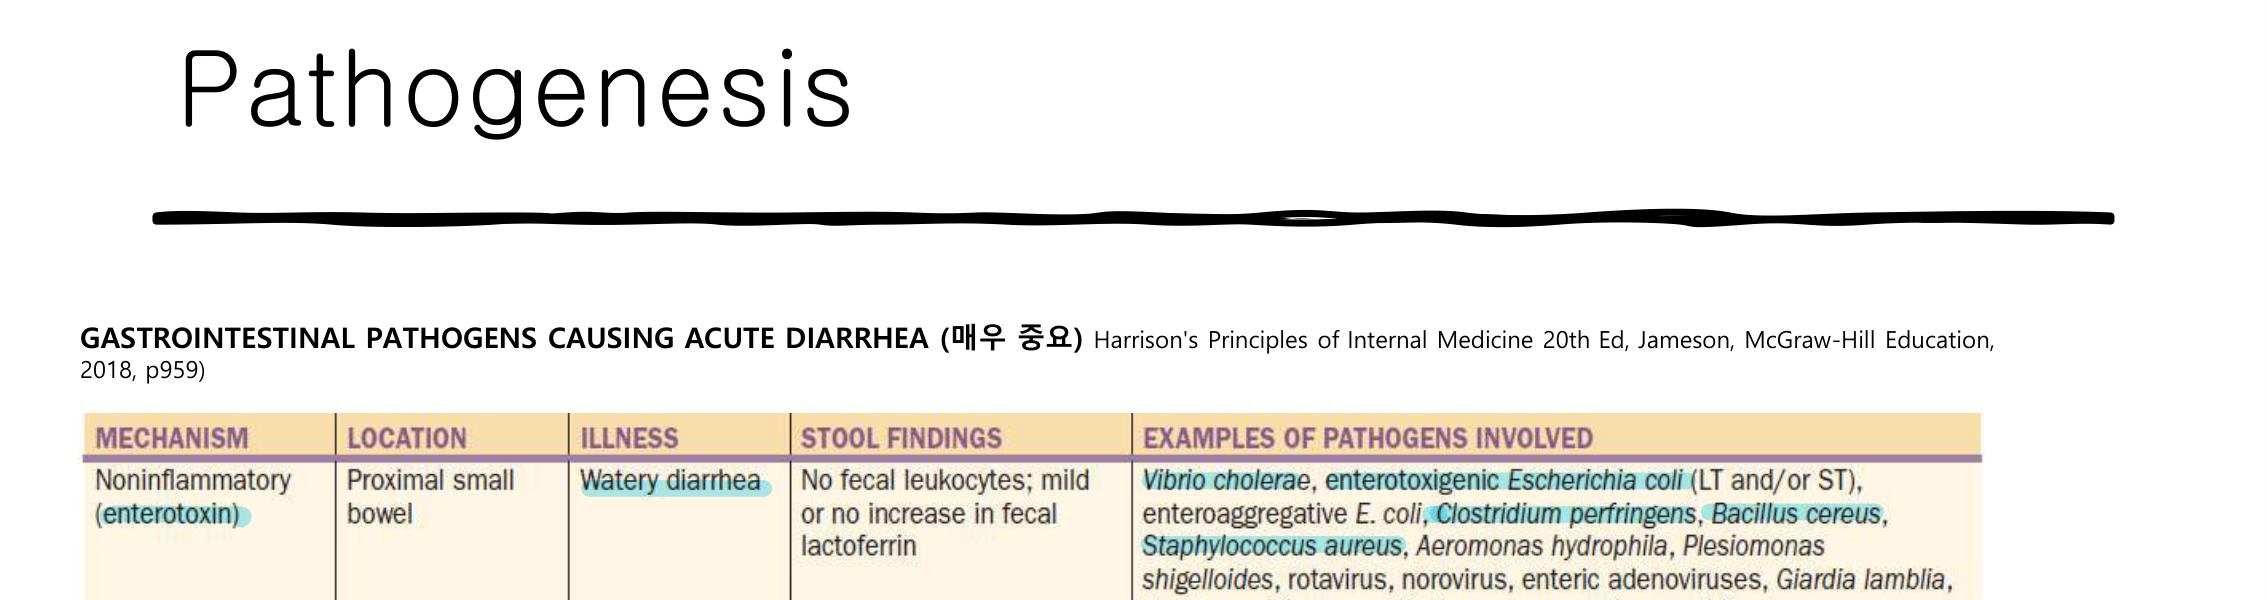 Pathogenesis
GASTROINTESTINAL PATHOGENS CAUSING ACUTE DIARRHEA (매우 중요) Harrison's Principles of Internal Medicine 20th Ed, Jameson, McGraw-Hill Education,
2018, p959)
MECHANISM LOCATION ILLNESS STOOL FINDINGS EXAMPLES OF PATHOGENS INVOLVED
Noninflammatory Proximal small Watery diarrhea No fecal leukocytes; mild Vibrio cholerae, enterotoxigenic Escherichia coli (LT and/or ST),
(enterotoxin) bowel or no increase in fecal enteroaggregative E. coli, Clostridium perfringens, Bacillus cereus,
lactoferrin Staphylococcus aureus, Aeromonas hydrophila, Plesiomonas
shigelloides, rotavirus, norovirus, enteric adenoviruses, Giardia lamblia,